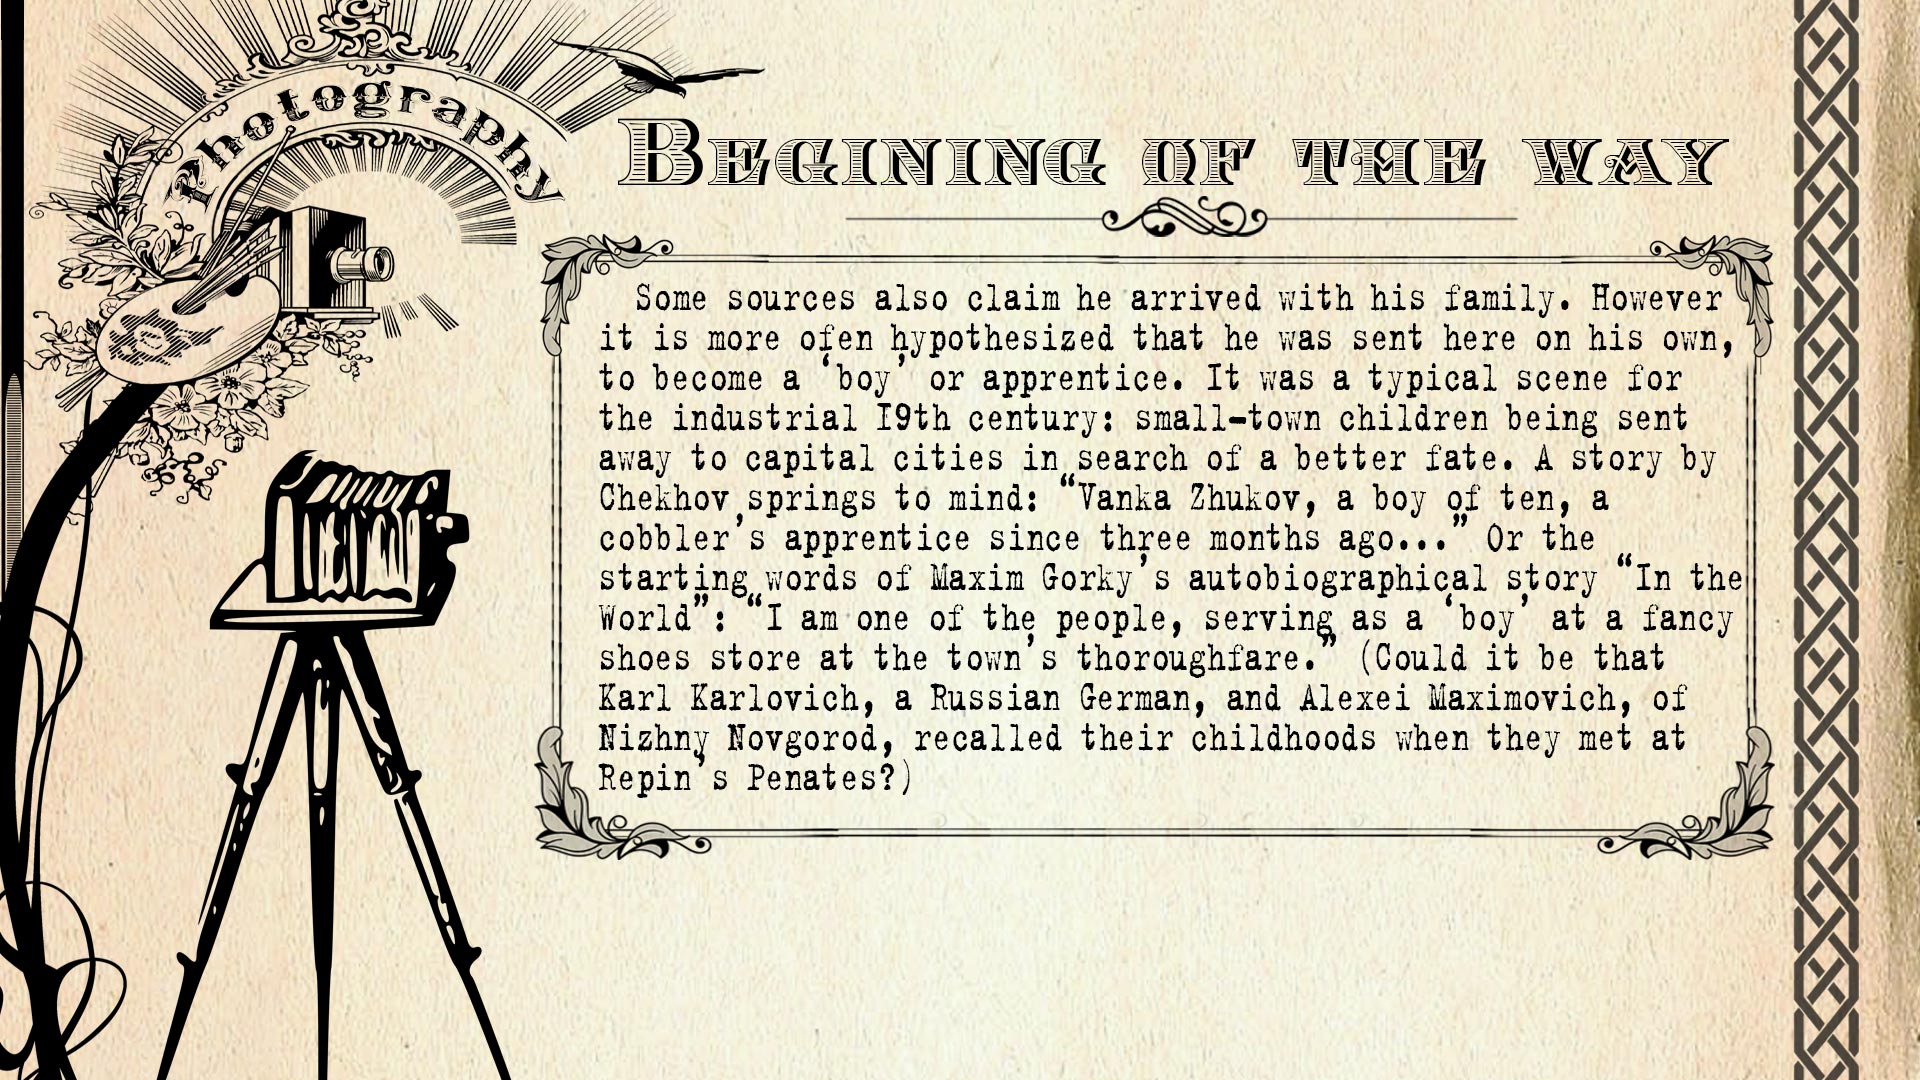 Photography
BEGINING OF THE WAY
Some sources also claim he arrived with his family. However
it is more ofen hypothesized that he was sent here on his own,
to become a ‘boy’ or apprentice. It was a typical scene for
the industrial I9th century: small-town children being sent
away to capital cities in search of a better fate. A story by
Chekhov springs to mind: “Vanka Zhukov, a boy of ten, a
cobbler’s apprentice since three months ago...” Or the
starting words of Maxim Gorky’s autobiographical story “In the
World”: “I am one of the people, serving as a ‘boy’ at a fancy
shoes store at the town’s thoroughfare.” (Could it be that
Karl Karlovich, a Russian German, and Alexei Maximovich, of
Nizhny Novgorod, recalled their childhoods when they met at
Repin’s Penates?)